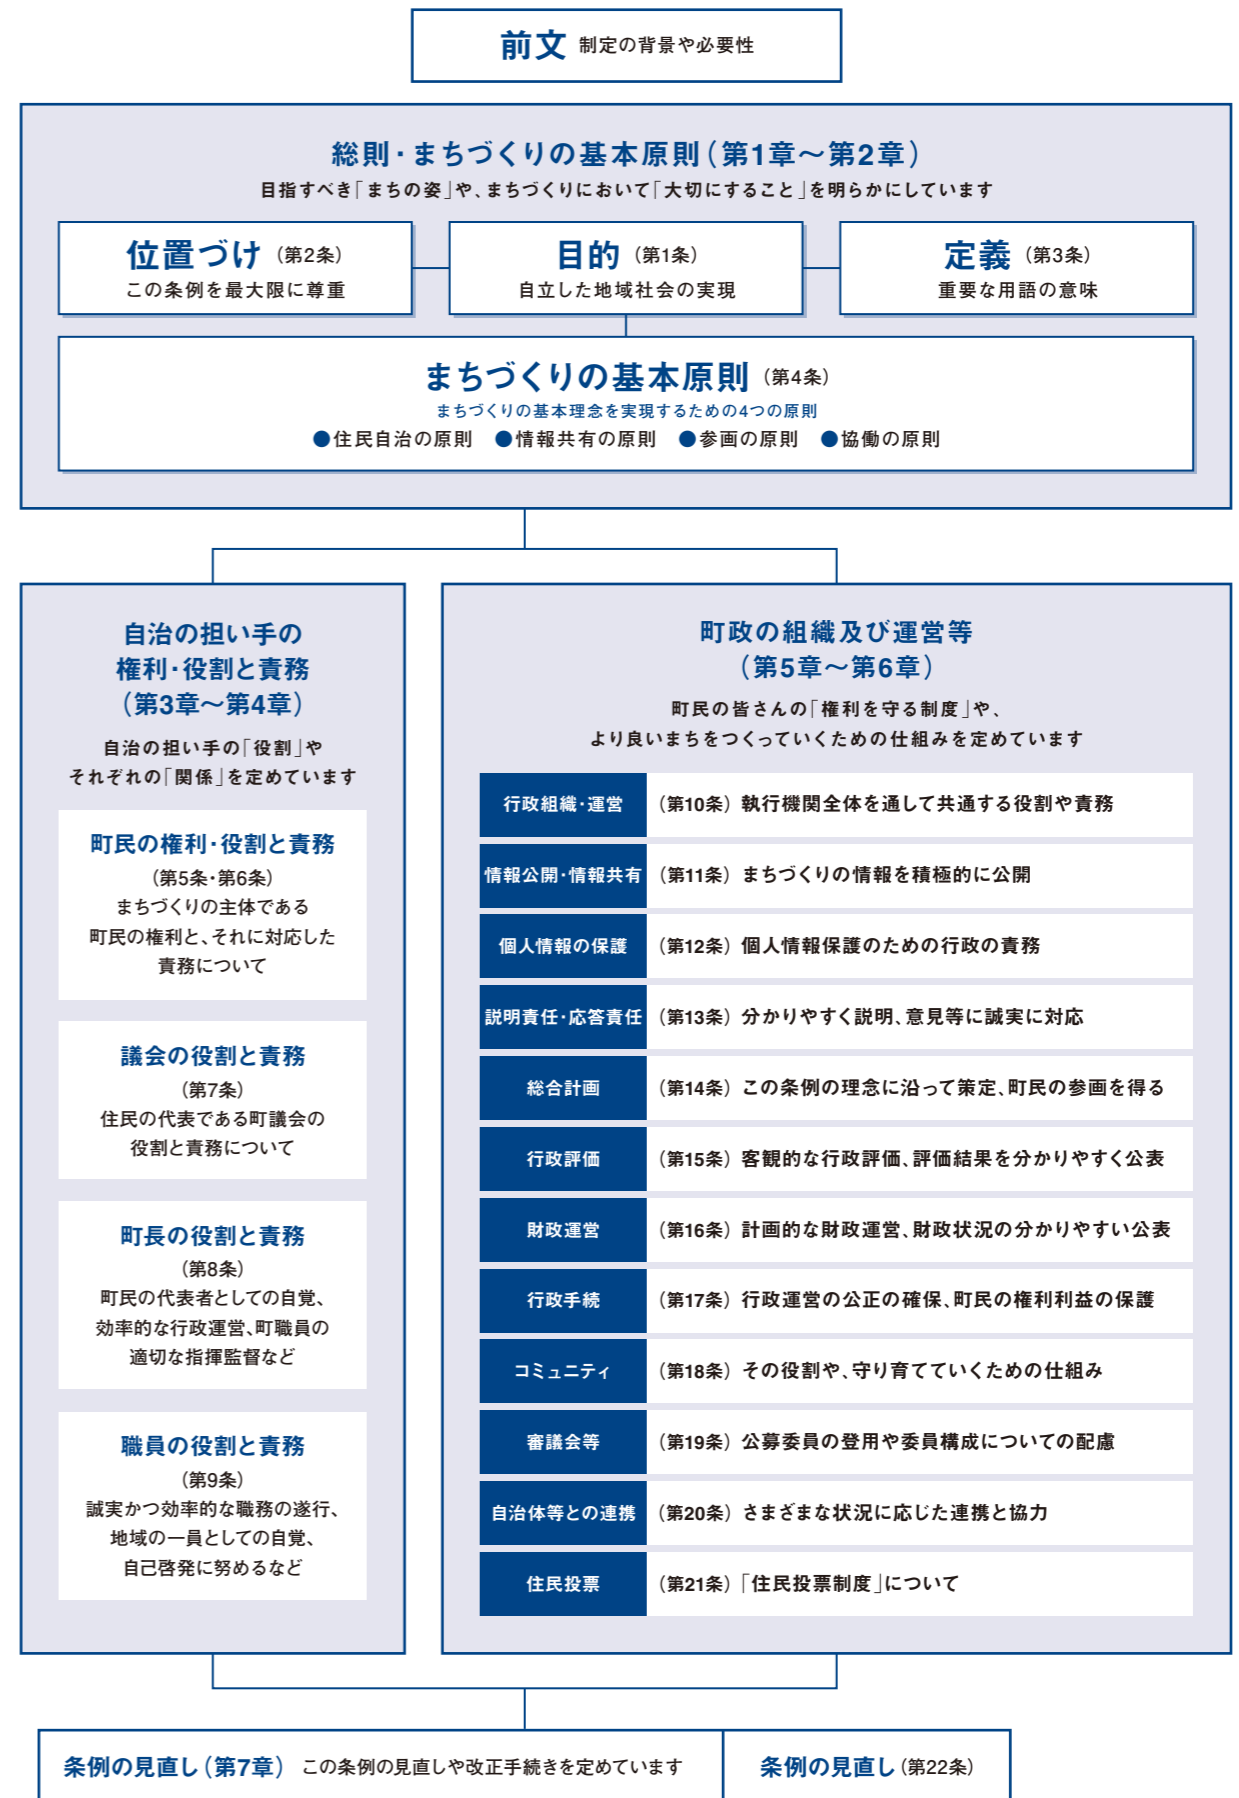 前文 制定の背景や必要性
総則・まちづくりの基本原則（第1章〜第2章）
目指すべき「まちの姿」や、まちづくりにおいて「大切にすること」を明らかにしています
位置づけ（第2条）
この条例を最大限に尊重
目的（第1条）
自立した地域社会の実現
定義（第3条）
重要な用語の意味
まちづくりの基本原則（第4条）
まちづくりの基本理念を実現するための4つの原則
●住民自治の原則 ●情報共有の原則 ●参画の原則 ●協働の原則
自治の担い手の
権利・役割と責務
（第3章〜第4章）
自治の担い手の「役割」や
それぞれの「関係」を定めています
町民の権利・役割と責務
（第5条・第6条）
まちづくりの主体である
町民の権利と、それに対応した
責務について
議会の役割と責務
（第7条）
住民の代表である町議会の
役割と責務について
町長の役割と責務
（第8条）
町民の代表者としての自覚、
効率的な行政運営、町職員の
適切な指揮監督など
職員の役割と責務
（第9条）
誠実かつ効率的な職務の遂行、
地域の一員としての自覚、
自己啓発に努めるなど
町政の組織及び運営等
（第5章〜第6章）
町民の皆さんの「権利を守る制度」や、
より良いまちをつくっていくための仕組みを定めています
行政組織・運営 （第10条）執行機関全体を通して共通する役割や責務
情報公開・情報共有 （第11条）まちづくりの情報を積極的に公開
個人情報の保護 （第12条）個人情報保護のための行政の責務
説明責任・応答責任 （第13条）分かりやすく説明、意見等に誠実に対応
総合計画 （第14条）この条例の理念に沿って策定、町民の参画を得る
行政評価 （第15条）客観的な行政評価、評価結果を分かりやすく公表
財政運営 （第16条）計画的な財政運営、財政状況の分かりやすい公表
行政手続 （第17条）行政運営の公正の確保、町民の権利利益の保護
コミュニティ （第18条）その役割や、守り育てていくための仕組み
審議会等 （第19条）公募委員の登用や委員構成についての配慮
自治体等との連携 （第20条）さまざまな状況に応じた連携と協力
住民投票 （第21条）「住民投票制度」について
条例の見直し（第7章） この条例の見直しや改正手続きを定めています
条例の見直し（第22条）